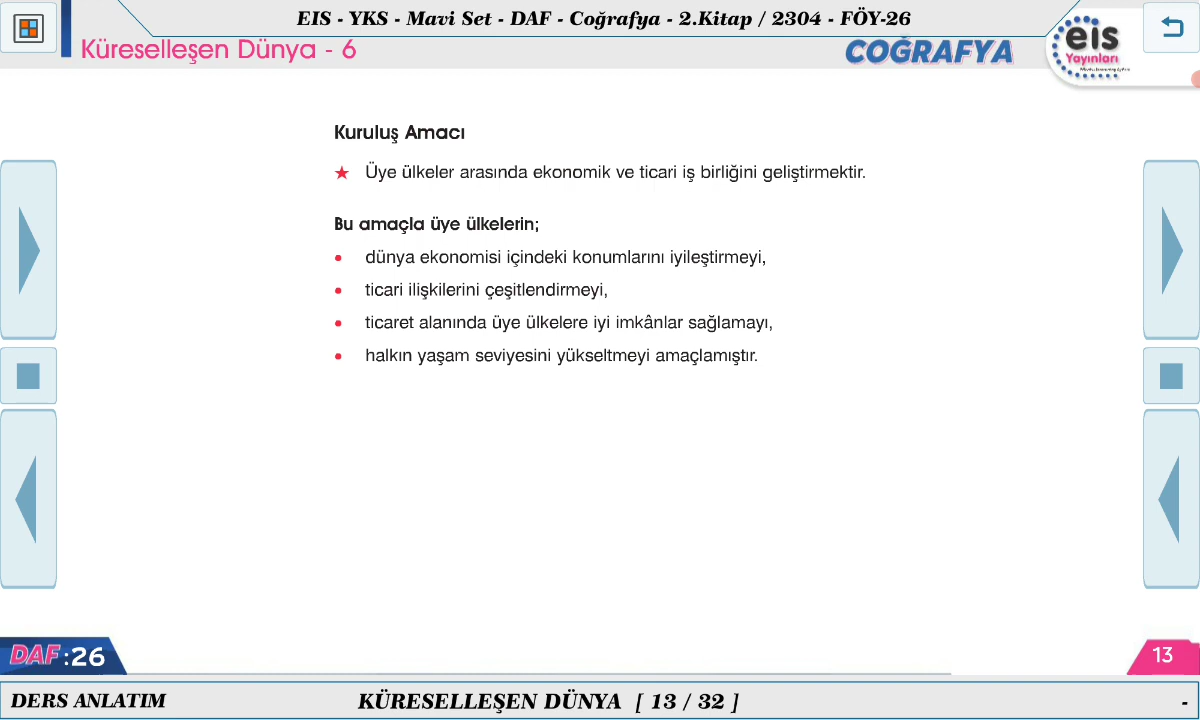 EIS - YKS - Mavi Set - DAF - Coğrafya - 2.Kitap / 2304 - FÖY-26
Küreselleşen Dünya - 6
COĞRAFYA
eis
Yayınları
Kuruluş Amacı
★ Üye ülkeler arasında ekonomik ve ticari iş birliğini geliştirmektir.
Bu amaçla üye ülkelerin;
• dünya ekonomisi içindeki konumlarını iyileştirmeyi,
• ticari ilişkilerini çeşitlendirmeyi,
• ticaret alanında üye ülkelere iyi imkânlar sağlamayı,
• halkın yaşam seviyesini yükseltmeyi amaçlamıştır.
DAF:26
13
DERS ANLATIM
KÜRESELLEŞEN DÜNYA [ 13 / 32 ]
-